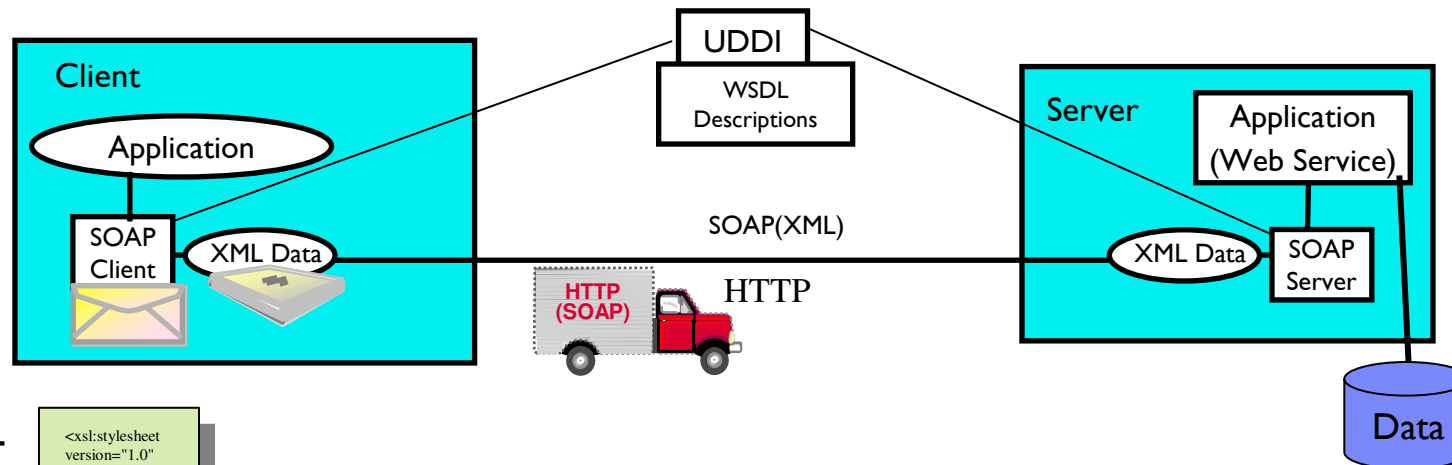 UDDI
WSDL
Descriptions
Client
Application
SOAP
Client
XML Data
SOAP(XML)
HTTP
HTTP
(SOAP)
Server
Application
(Web Service)
XML Data
SOAP
Server
Data
<xsl:stylesheet
version="1.0"